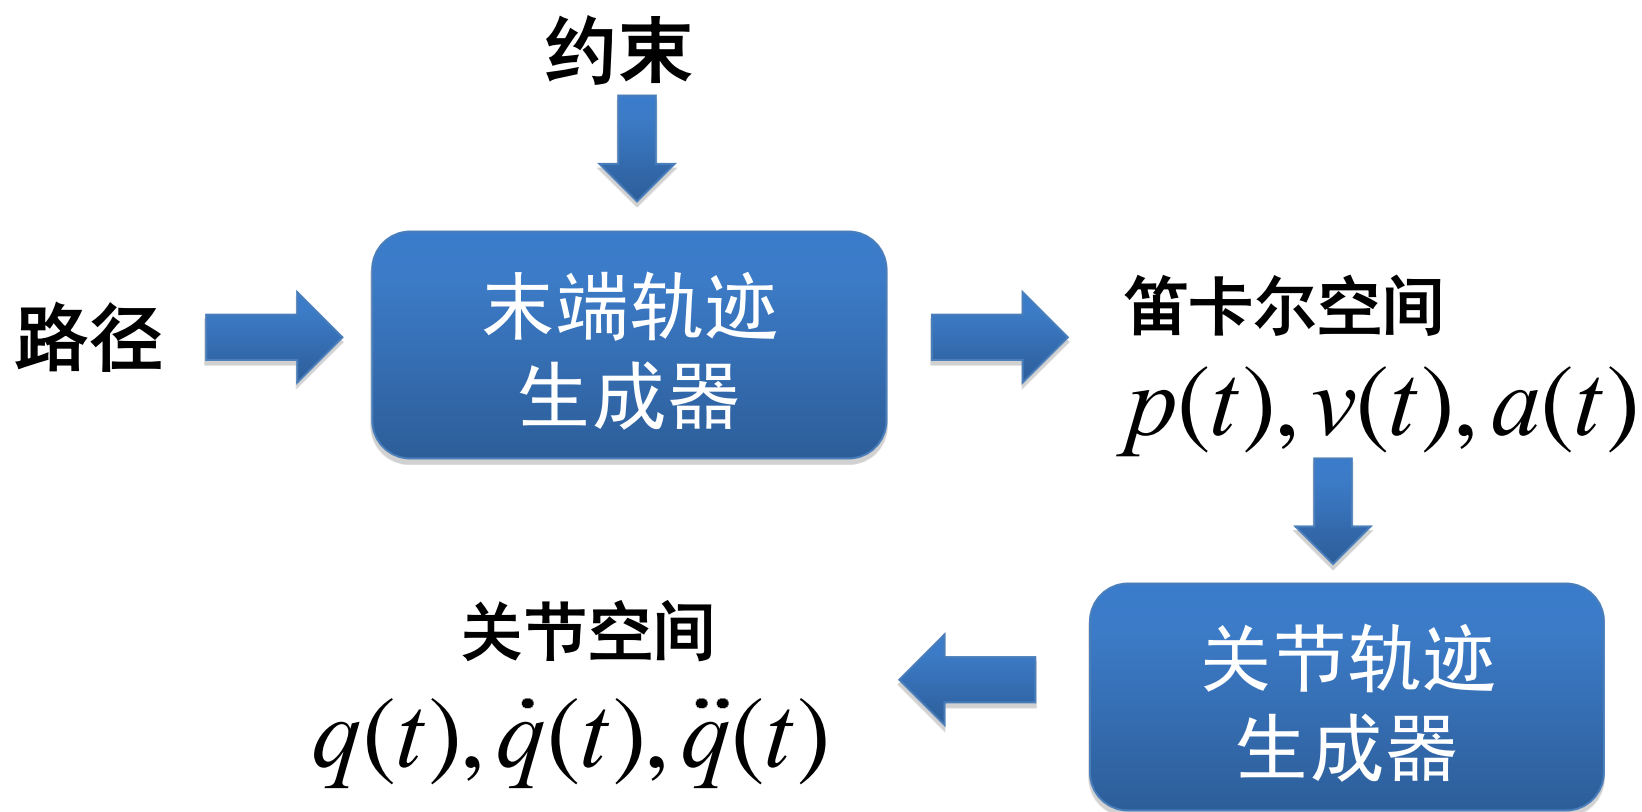 约束
路径
末端轨迹
生成器
笛卡尔空间
p(t), v(t), a(t)
关节轨迹
生成器
关节空间
q(t), q̇(t), q̈(t)